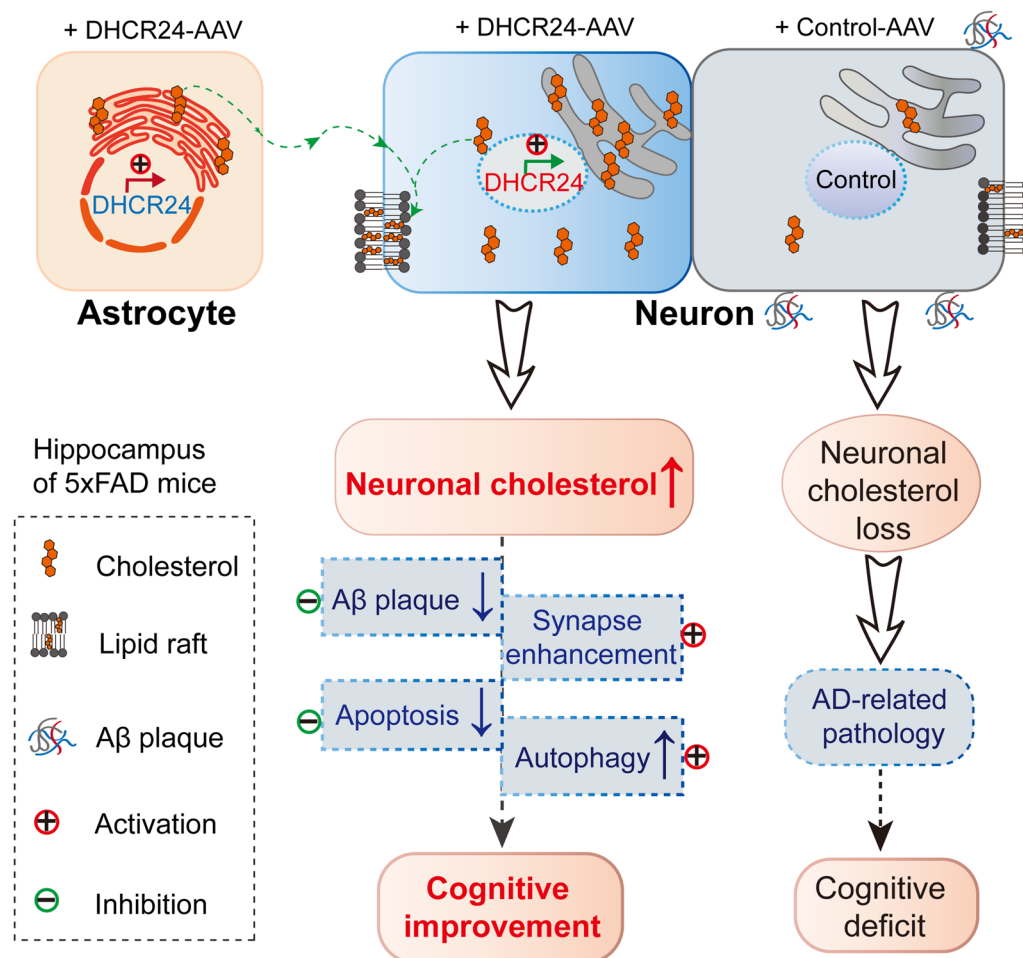 + DHCR24-AAV
+ DHCR24-AAV
+ Control-AAV
DHCR24
DHCR24
Control
Astrocyte
Neuron
Hippocampus
of 5xFAD mice
Cholesterol
Lipid raft
Aβ plaque
Activation
Inhibition
Neuronal cholesterol↑
Aβ plaque ↓
Synapse
enhancement
Apoptosis ↓
Autophagy ↑
Cognitive
improvement
Neuronal
cholesterol
loss
AD-related
pathology
Cognitive
deficit